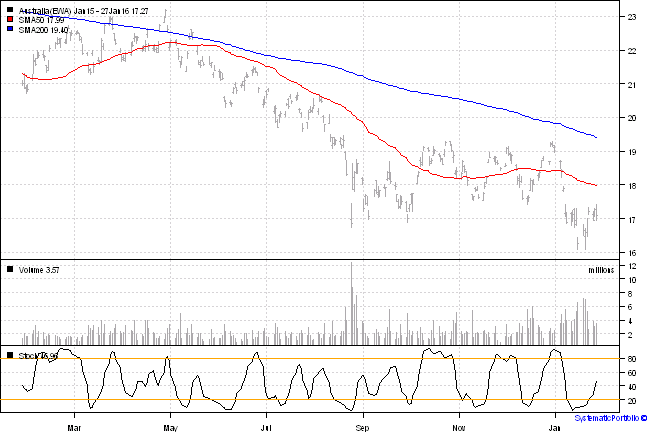 Australia(EWA) Jan15 - 27Jan16 17.27
SMA50 17.99
SMA200 19.40
23
22
21
20
19
18
17
16
Volume 3.57
millions
12
10
8
6
4
2
80
60
40
20
Mar
May
Jul
Sep
Nov
Jan
SystematicPortfolio ©